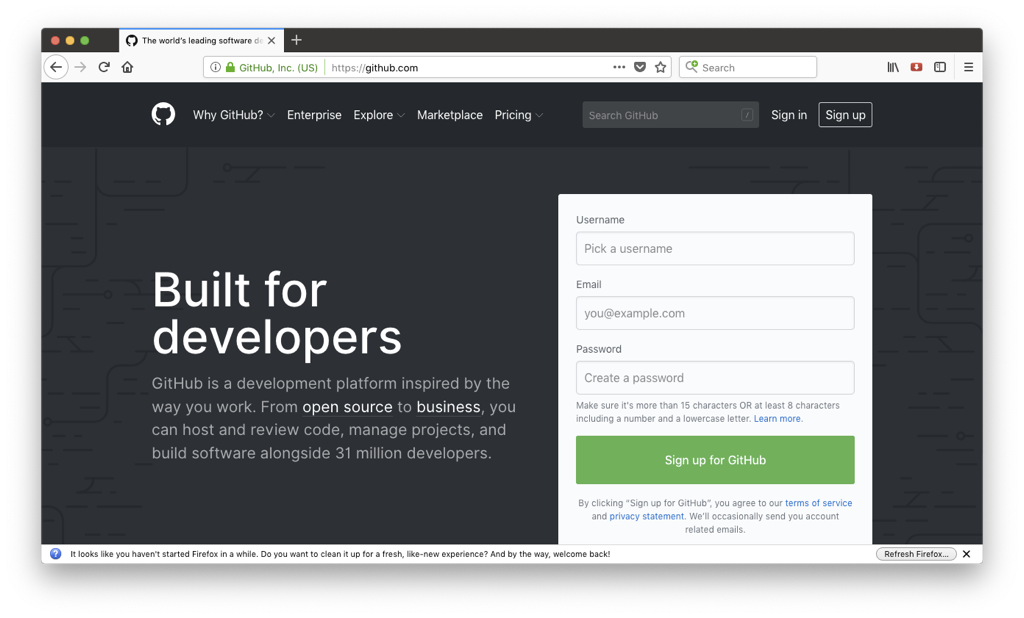 The world's leading software de
GitHub, Inc. (US) https://github.com
Search
Why GitHub? Enterprise Explore Marketplace Pricing
Search GitHub /
Sign in Sign up
Built for
developers
GitHub is a development platform inspired by the
way you work. From open source to business, you
can host and review code, manage projects, and
build software alongside 31 million developers.
Username
Pick a username
Email
you@example.com
Password
Create a password
Make sure it's more than 15 characters OR at least 8 characters
including a number and a lowercase letter. Learn more.
Sign up for GitHub
By clicking “Sign up for GitHub”, you agree to our terms of service
and privacy statement. We'll occasionally send you account
related emails.
It looks like you haven't started Firefox in a while. Do you want to clean it up for a fresh, like-new experience? And by the way, welcome back!
Refresh Firefox...